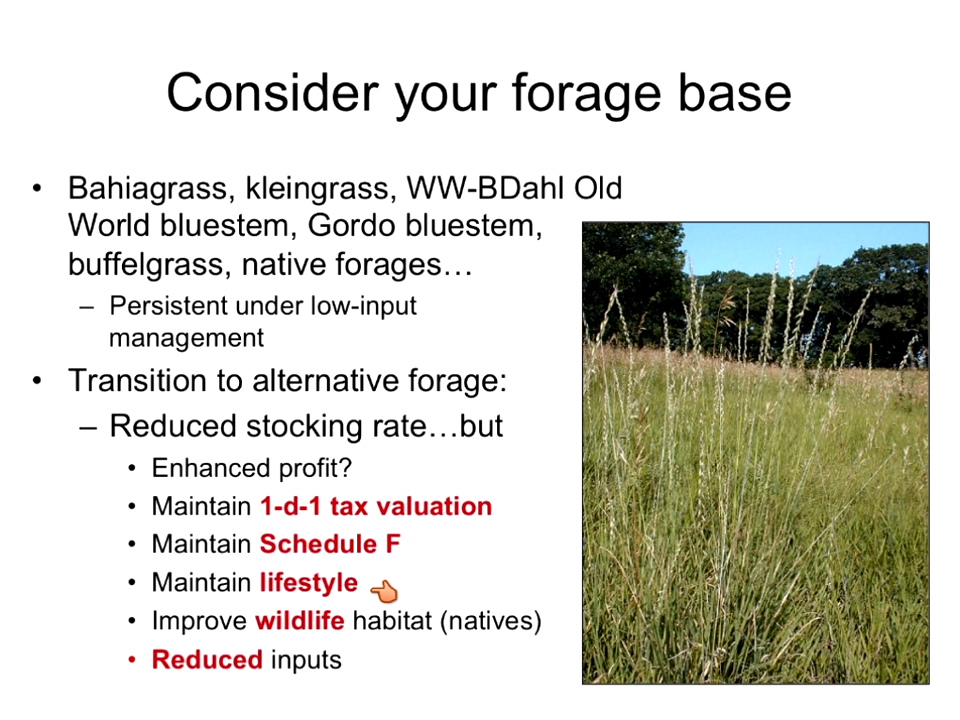 Consider your forage base
• Bahiagrass, kleingrass, WW-BDahl Old
World bluestem, Gordo bluestem,
buffelgrass, native forages…
– Persistent under low-input
management
• Transition to alternative forage:
– Reduced stocking rate…but
• Enhanced profit?
• Maintain 1-d-1 tax valuation
• Maintain Schedule F
• Maintain lifestyle
• Improve wildlife habitat (natives)
• Reduced inputs